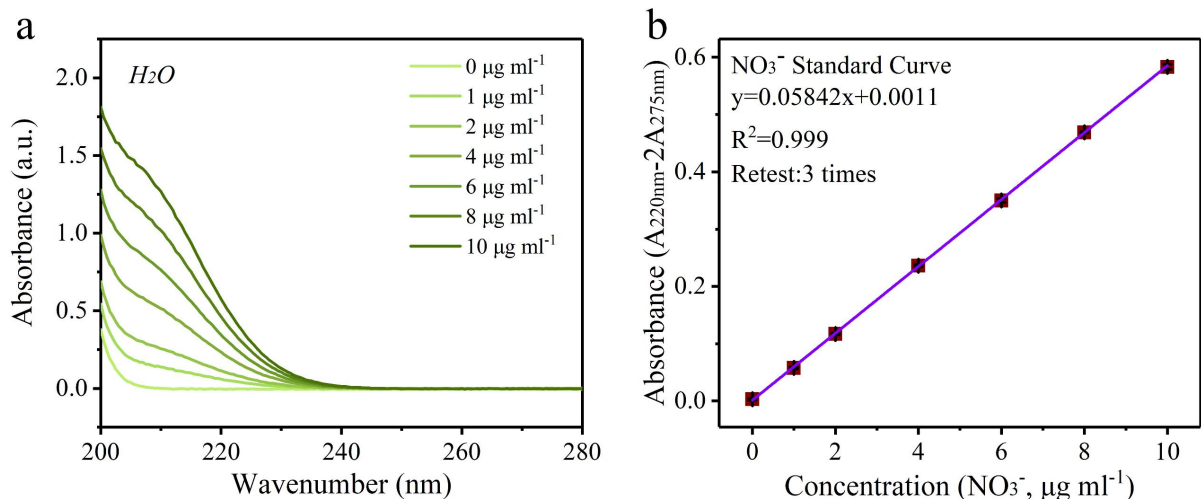 a
H2O
0 μg ml⁻¹
1 μg ml⁻¹
2 μg ml⁻¹
4 μg ml⁻¹
6 μg ml⁻¹
8 μg ml⁻¹
10 μg ml⁻¹
2.0
1.5
1.0
0.5
0.0
Absorbance (a.u.)
200 220 240 260 280
Wavenumber (nm)
b
NO₃⁻ Standard Curve
y=0.05842x+0.0011
R²=0.999
Retest:3 times
0.6
0.4
0.2
0.0
Absorbance (A220nm-2A275nm)
0 2 4 6 8 10
Concentration (NO₃⁻, μg ml⁻¹)